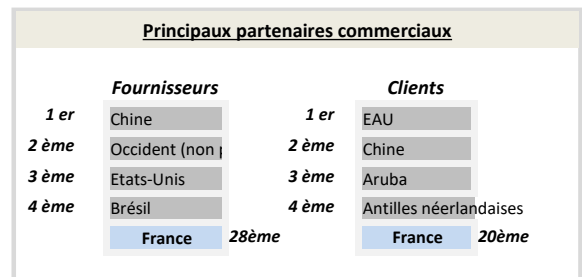 Principaux partenaires commerciaux
Fournisseurs Clients
1 er Chine 1 er EAU
2 ème Occident (non 2 ème Chine
3 ème Etats-Unis 3 ème Aruba
4 ème Brésil 4 ème Antilles néerlandaises
France 28ème France 20ème